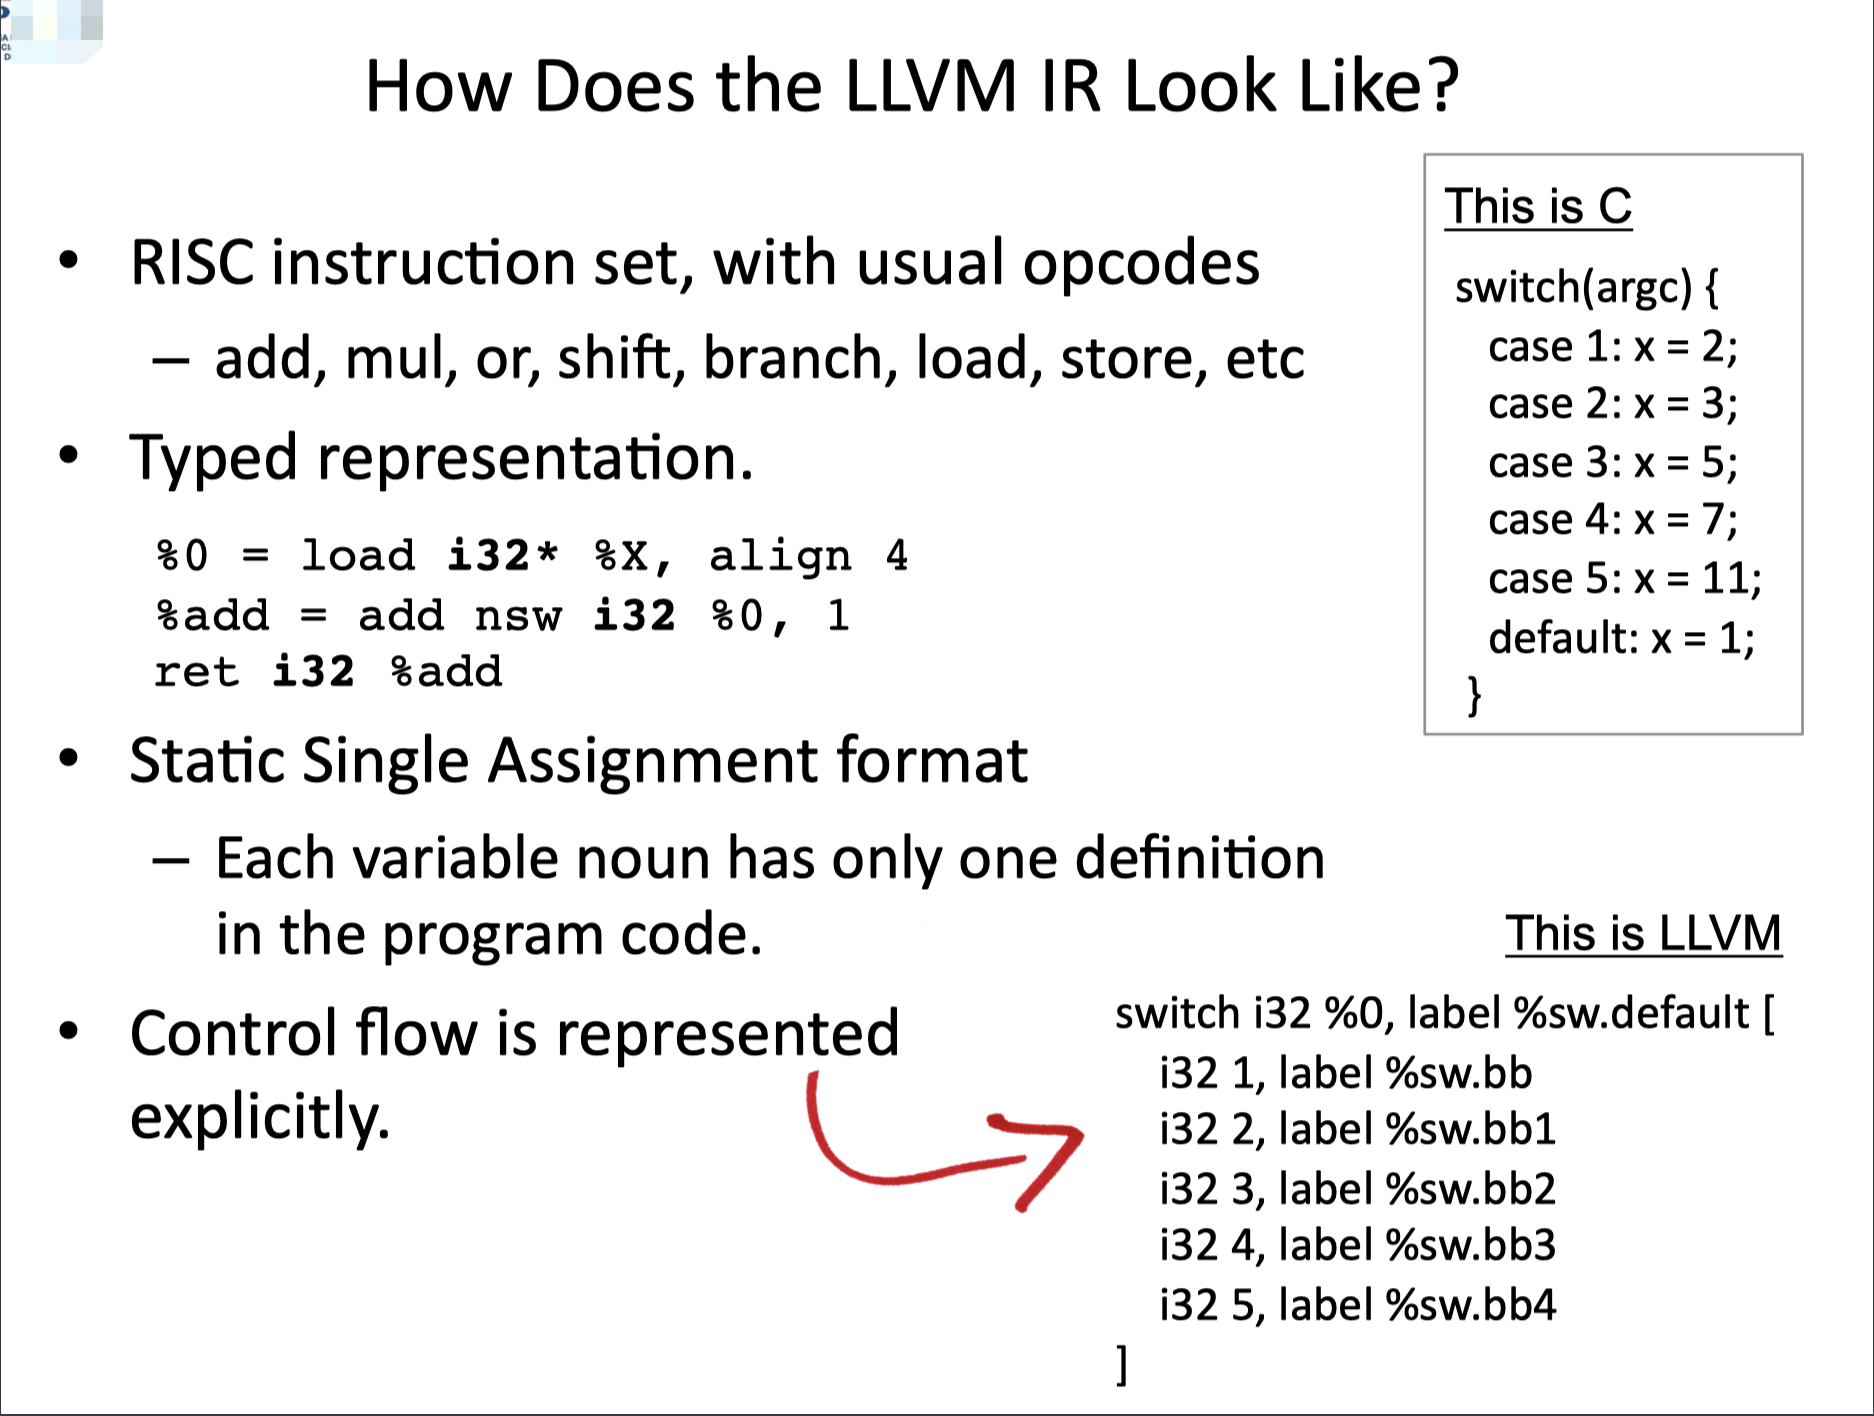 How Does the LLVM IR Look Like?
• RISC instruction set, with usual opcodes
– add, mul, or, shift, branch, load, store, etc
• Typed representation.
%0 = load i32* %X, align 4
%add = add nsw i32 %0, 1
ret i32 %add
• Static Single Assignment format
– Each variable noun has only one definition
in the program code.
• Control flow is represented
explicitly.
This is C
switch(argc) {
case 1: x = 2;
case 2: x = 3;
case 3: x = 5;
case 4: x = 7;
case 5: x = 11;
default: x = 1;
}
This is LLVM
switch i32 %0, label %sw.default [
i32 1, label %sw.bb
i32 2, label %sw.bb1
i32 3, label %sw.bb2
i32 4, label %sw.bb3
i32 5, label %sw.bb4
]